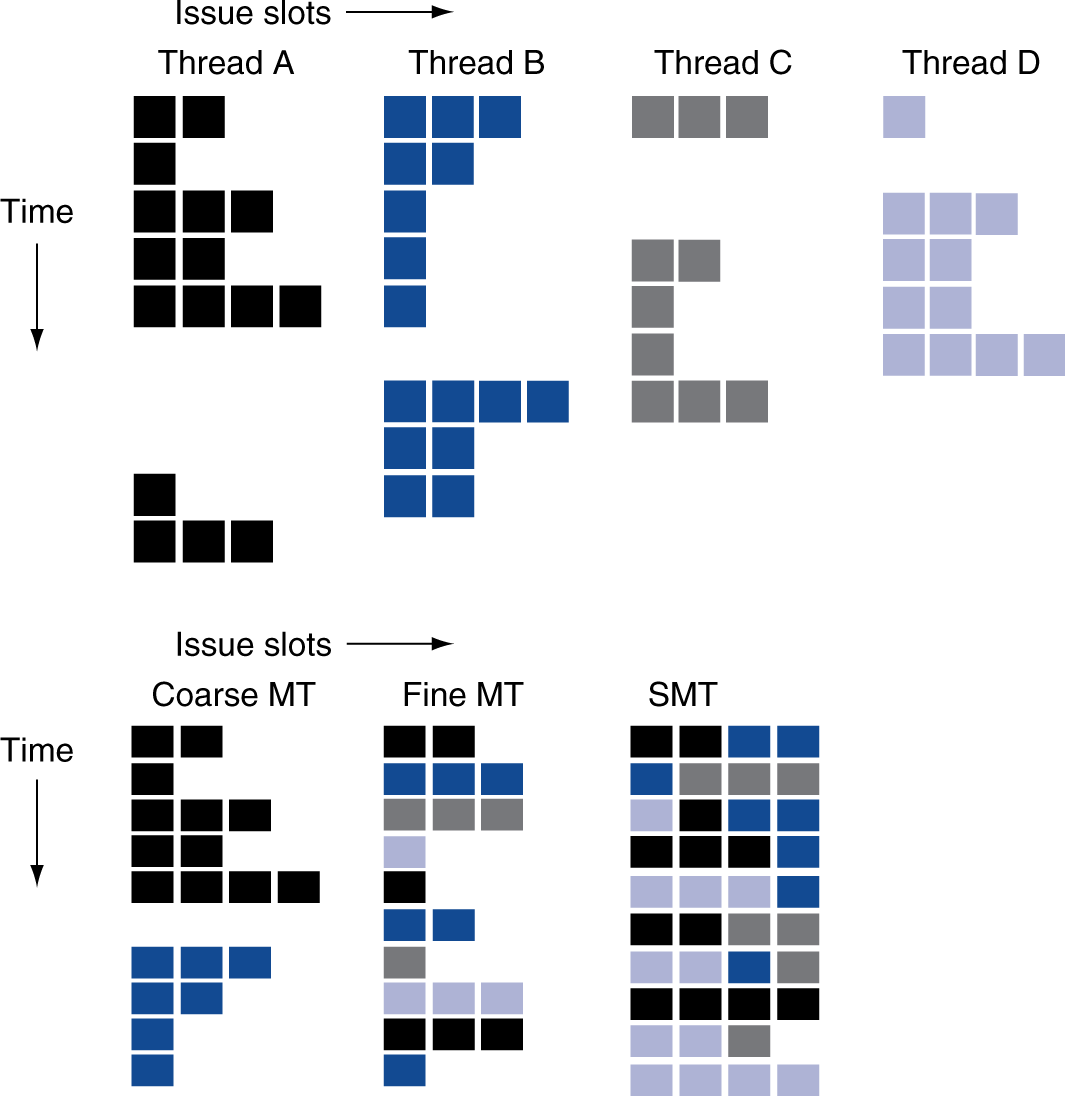 Issue slots
Thread A Thread B Thread C Thread D
Time
Issue slots
Coarse MT Fine MT SMT
Time